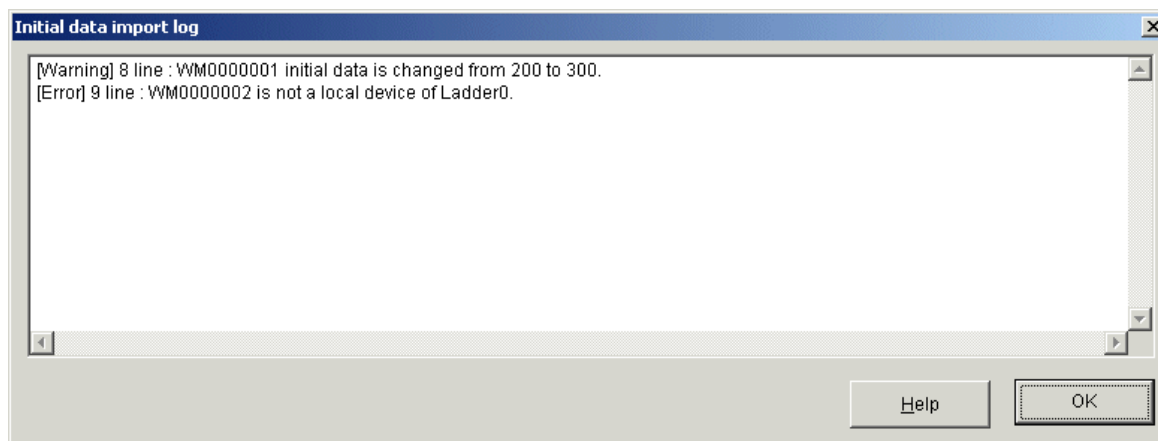 Initial data import log
[Warning] 8 line : WM0000001 initial data is changed from 200 to 300.
[Error] 9 line : WM0000002 is not a local device of Ladder0.
Help
OK